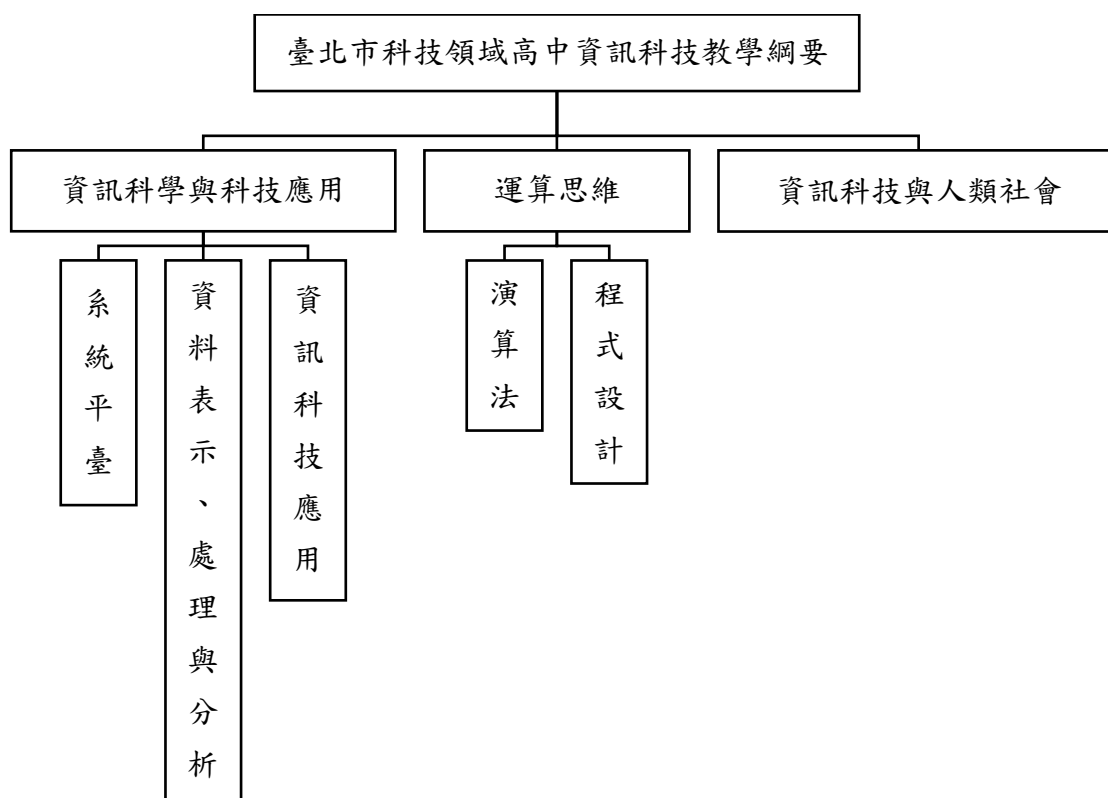 臺北市科技領域高中資訊科技教學綱要
資訊科學與科技應用
運算思維
資訊科技與人類社會
系統平臺
資料表示、處理與分析
資訊科技應用
演算法
程式設計